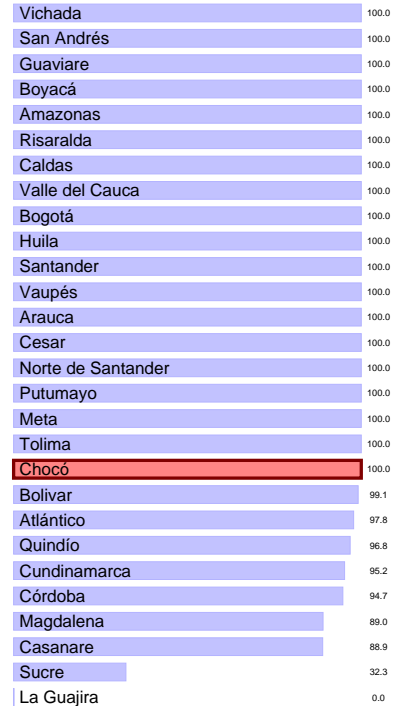 Vichada 100.0
San Andrés 100.0
Guaviare 100.0
Boyacá 100.0
Amazonas 100.0
Risaralda 100.0
Caldas 100.0
Valle del Cauca 100.0
Bogotá 100.0
Huila 100.0
Santander 100.0
Vaupés 100.0
Arauca 100.0
Cesar 100.0
Norte de Santander 100.0
Putumayo 100.0
Meta 100.0
Tolima 100.0
Chocó 100.0
Bolivar 99.1
Atlántico 97.8
Quindío 96.8
Cundinamarca 95.2
Córdoba 94.7
Magdalena 89.0
Casanare 88.9
Sucre 32.3
La Guajira 0.0